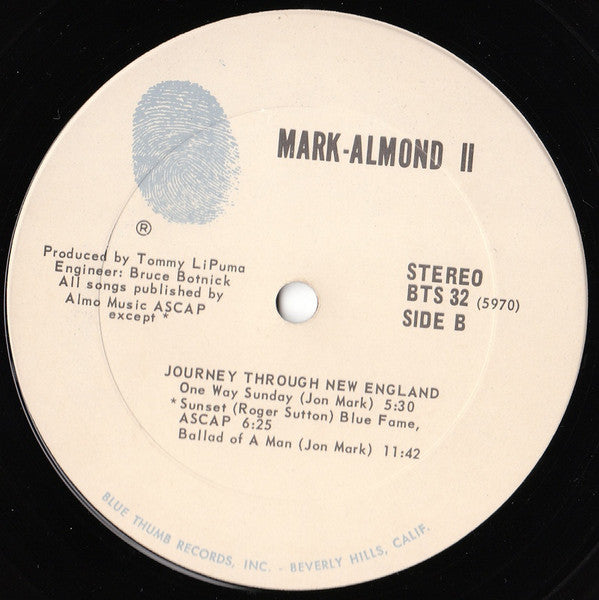 MARK-ALMOND II
®
Produced by Tommy LiPuma
Engineer: Bruce Botnick
All songs published by
Almo Music ASCAP
except *
STEREO
BTS 32 (5970)
SIDE B
JOURNEY THROUGH NEW ENGLAND
One Way Sunday (Jon Mark) 5:30
* Sunset (Roger Sutton) Blue Fame,
ASCAP 6:25
Ballad of A Man (Jon Mark) 11:42
BLUE THUMB RECORDS, INC. - BEVERLY HILLS, CALIF.